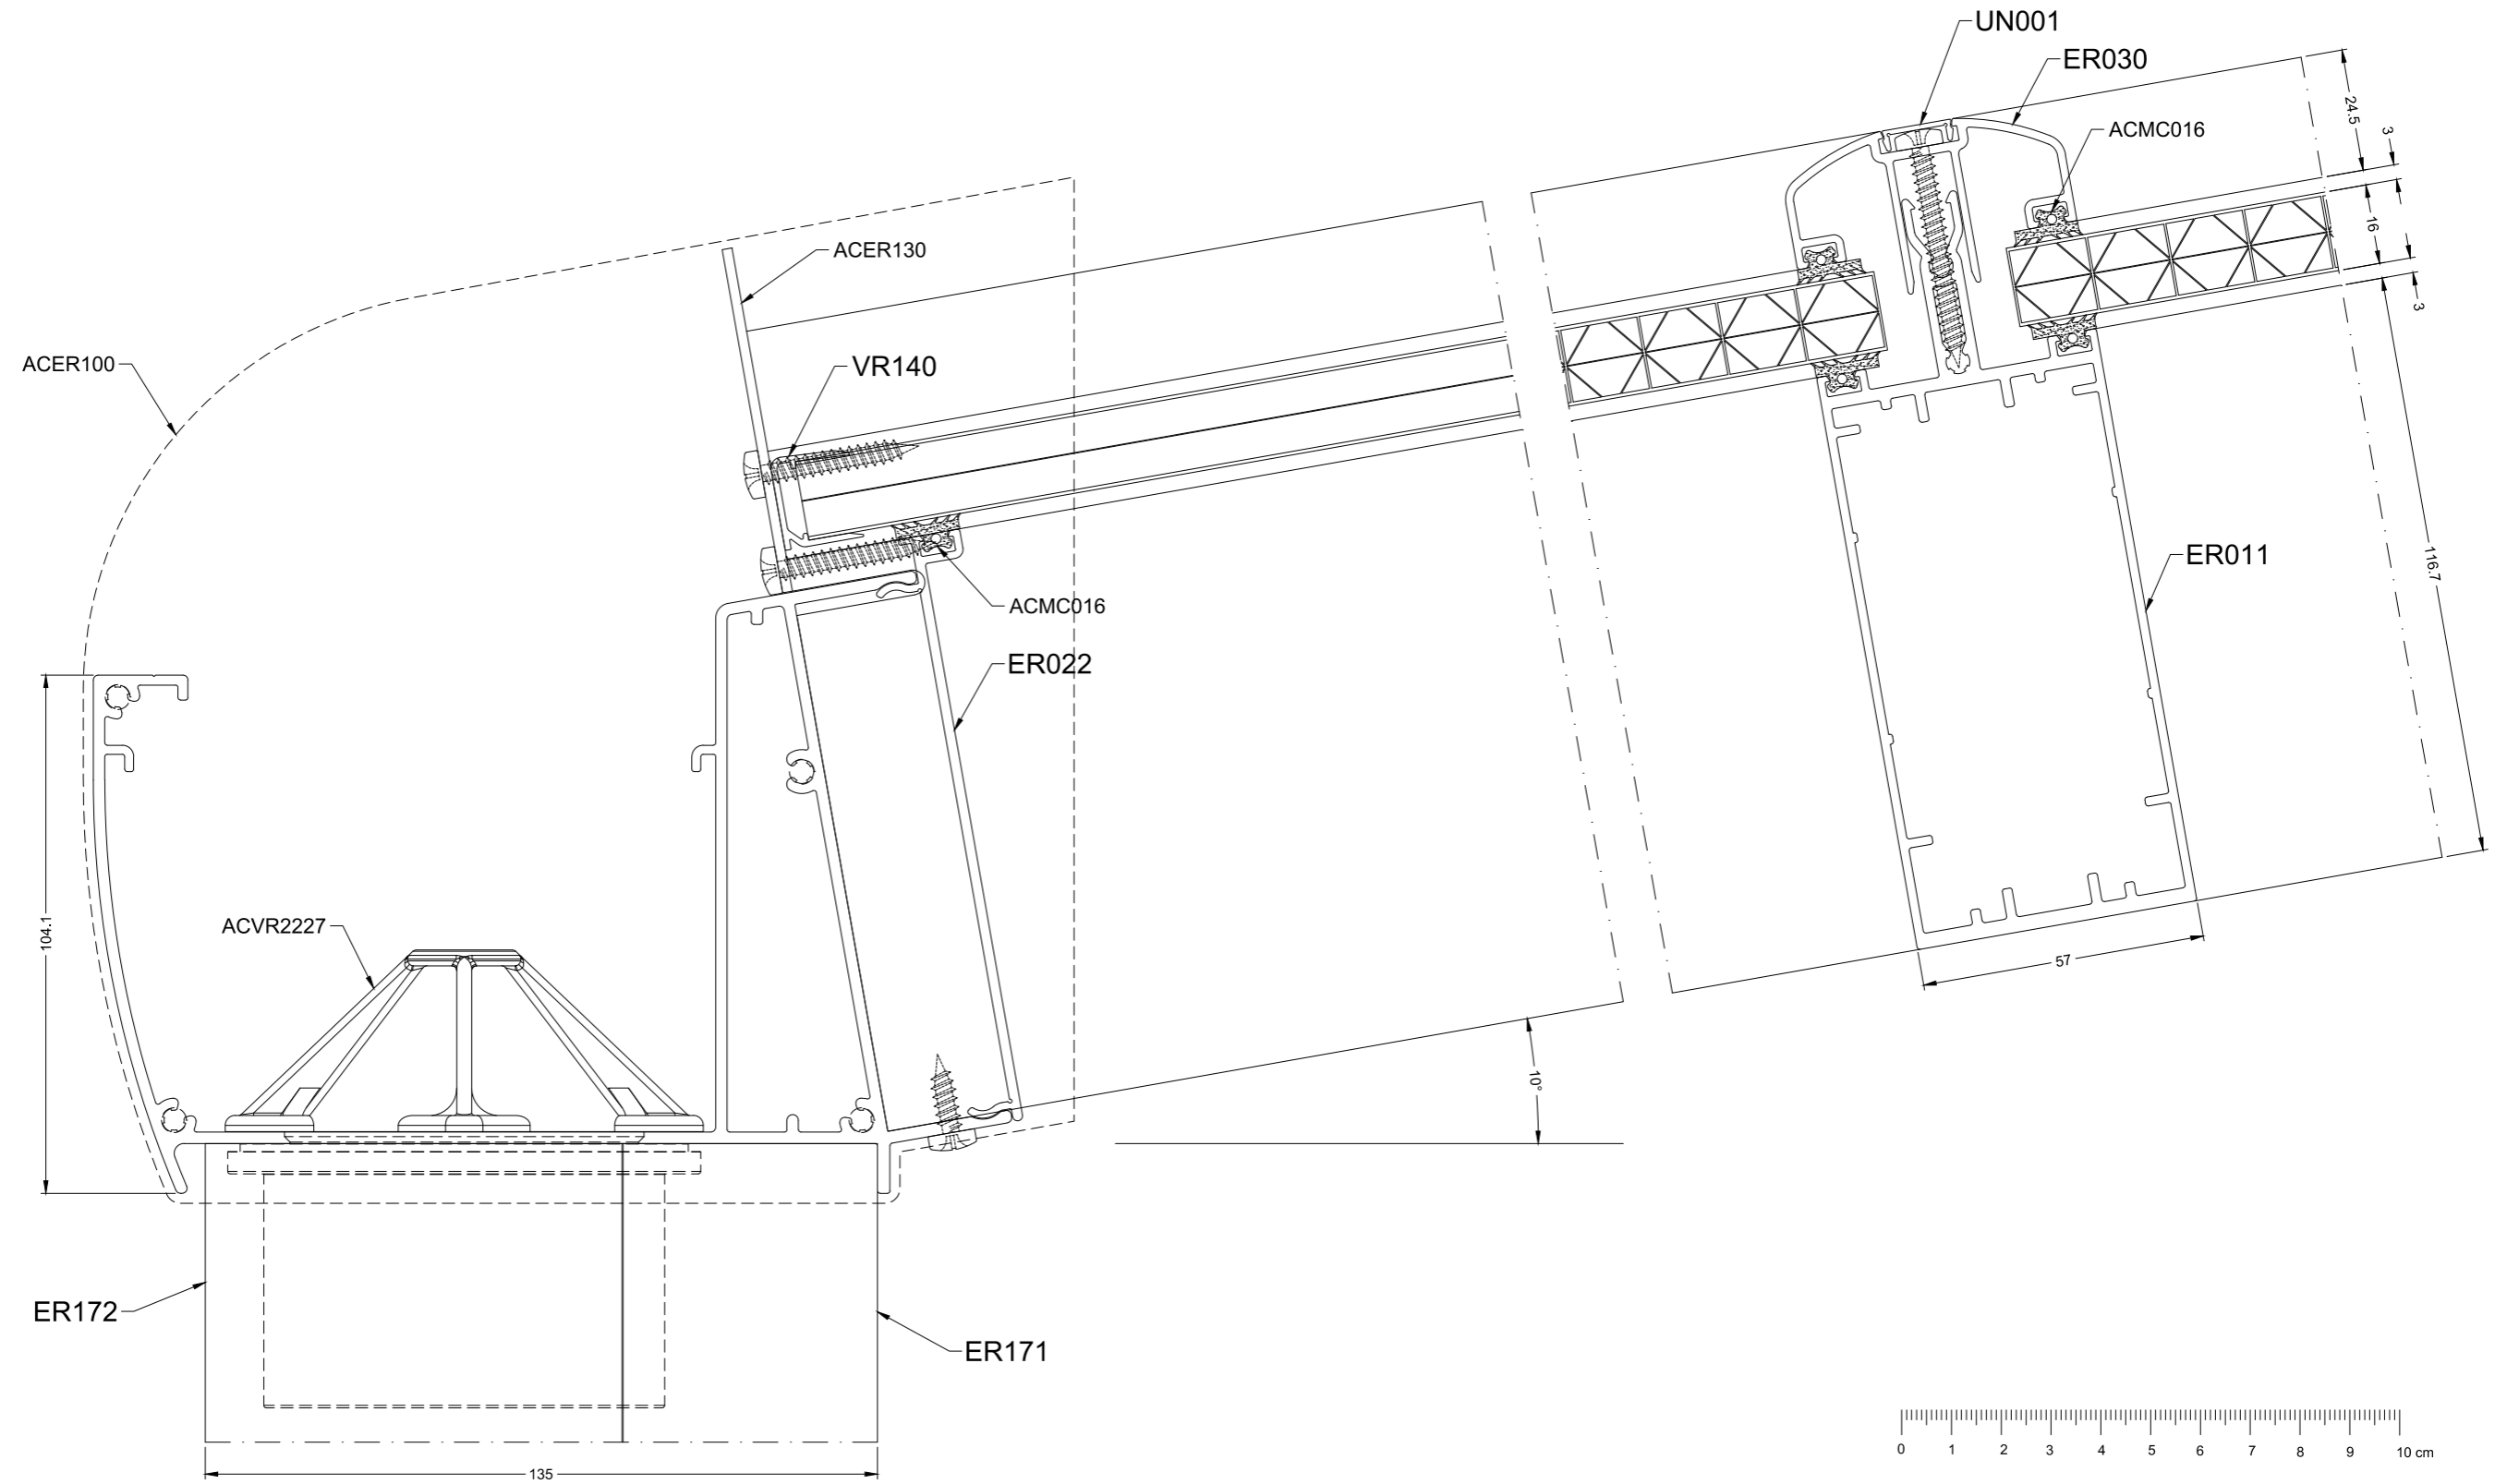 UN001
ER030
24.5
3
ACMC016
16
3
ACER130
ACER100
VR140
ER011
116.7
ACMC016
ER022
104.1
ACVR2227
57
10°
ER172
ER171
0 1 2 3 4 5 6 7 8 9 10 cm
135